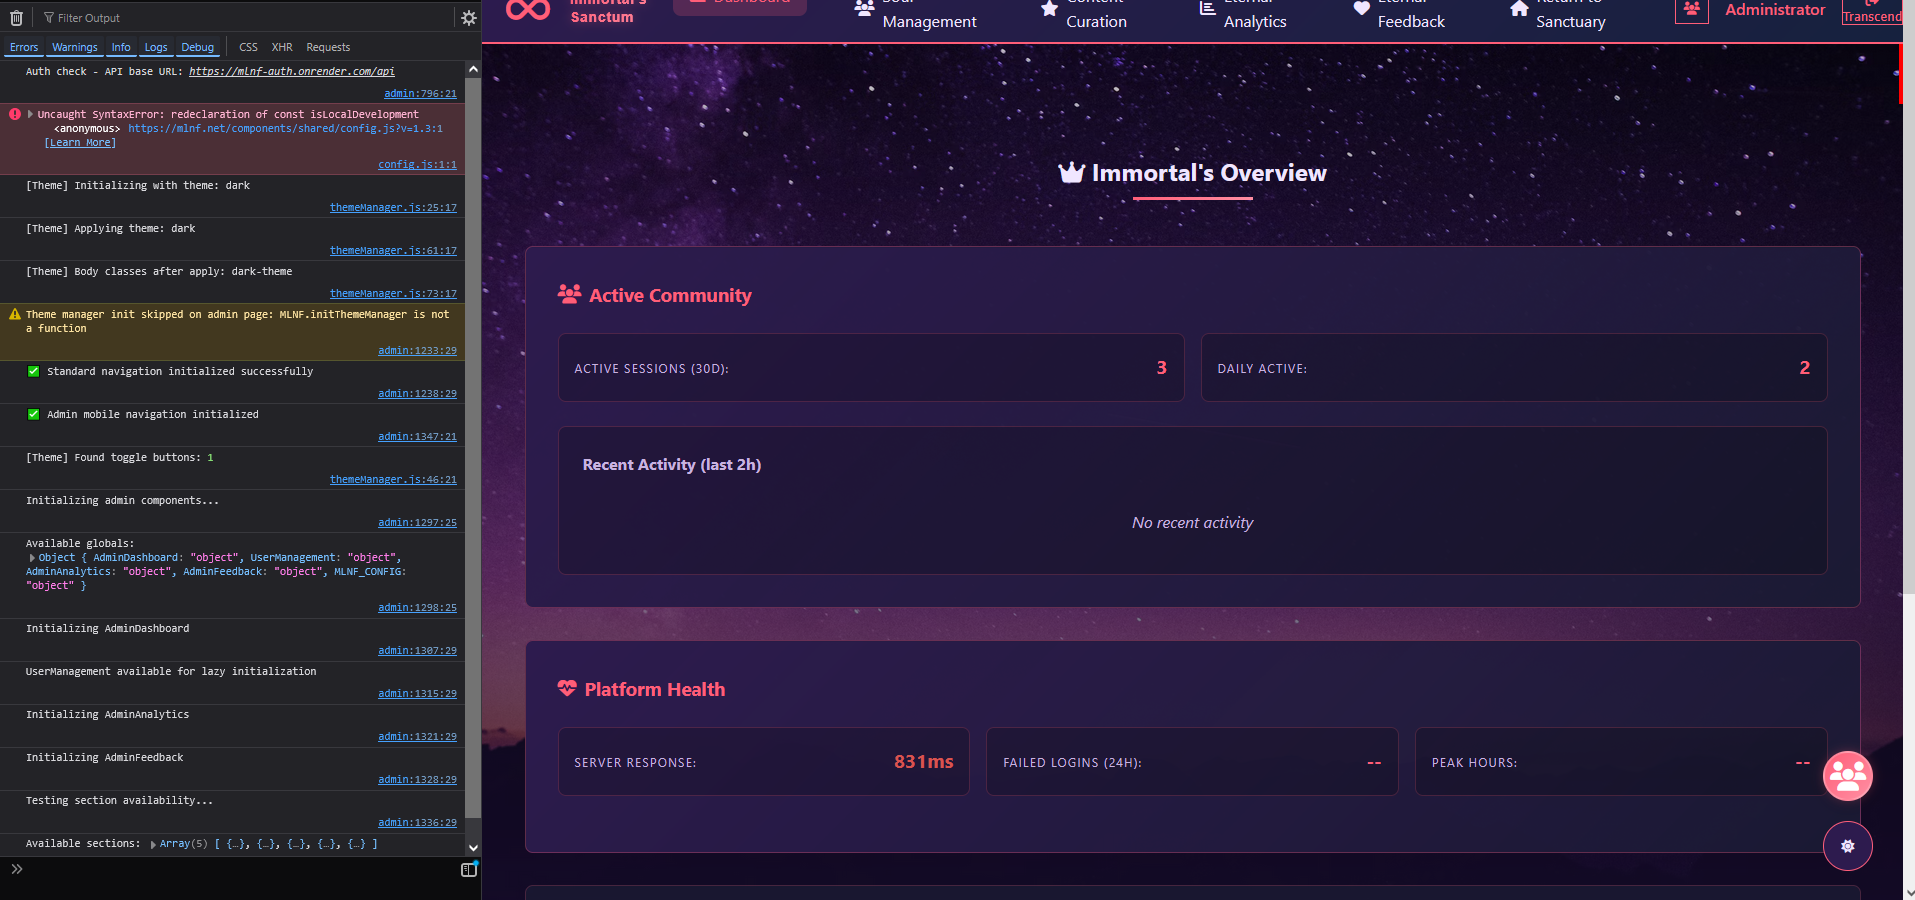 Filter Output
Errors Warnings Info Logs Debug CSS XHR Requests
Auth check - API base URL: https://mlnf-auth.onrender.com/api
admin:796:21
Uncaught SyntaxError: redeclaration of const isLocalDevelopment
<anonymous> https://mlnf.net/components/shared/config.js?v=1.3:1
[Learn More]
config.js:1:1
[Theme] Initializing with theme: dark
themeManager.js:25:17
[Theme] Applying theme: dark
themeManager.js:61:17
[Theme] Body classes after apply: dark-theme
themeManager.js:73:17
Theme manager init skipped on admin page: MLNF.initThemeManager is not
a function
admin:1233:29
Standard navigation initialized successfully
admin:1238:29
Admin mobile navigation initialized
admin:1347:21
[Theme] Found toggle buttons: 1
themeManager.js:46:21
Initializing admin components...
admin:1297:25
Available globals:
Object { AdminDashboard: "object", UserManagement: "object",
AdminAnalytics: "object", AdminFeedback: "object", MLNF_CONFIG:
"object" }
admin:1298:25
Initializing AdminDashboard
admin:1307:29
UserManagement available for lazy initialization
admin:1315:29
Initializing AdminAnalytics
admin:1321:29
Initializing AdminFeedback
admin:1328:29
Testing section availability...
admin:1336:29
Available sections: Array(5) [ {…}, {…}, {…}, {…}, {…} ]
Immortal's
Sanctum
Dashboard
Soul
Management
Content
Curation
Eternal
Analytics
Eternal
Feedback
Return to
Sanctuary
Administrator
Transcend
Immortal's Overview
Active Community
ACTIVE SESSIONS (30D): 3
DAILY ACTIVE: 2
Recent Activity (last 2h)
No recent activity
Platform Health
SERVER RESPONSE: 831ms
FAILED LOGINS (24H): --
PEAK HOURS: --